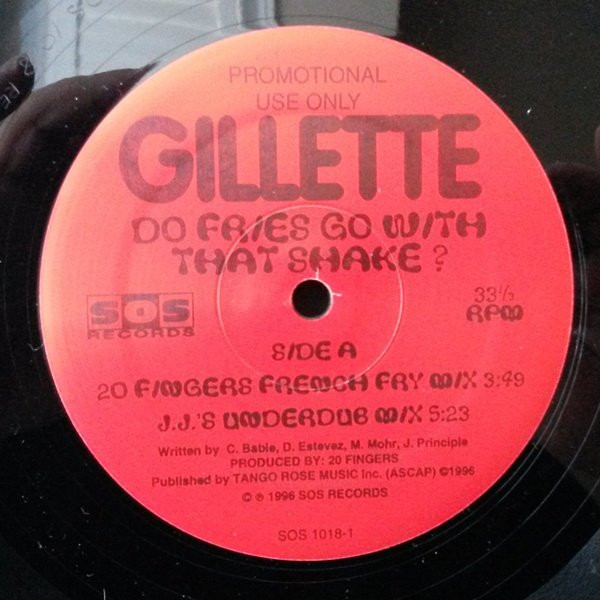 PROMOTIONAL
USE ONLY
GILLETTE
DO FRIES GO WITH
THAT SHAKE?
SOS
RECORDS
33⅓
RPM
SIDE A
20 FINGERS FRENCH FRY MIX 3:49
J.J.'S UNDERDUB MIX 5:23
Written by C. Babie, D. Estevez, M. Mohr, J. Principle
PRODUCED BY: 20 FINGERS
Published by TANGO ROSE MUSIC Inc. (ASCAP) ©1996
© ℗ 1996 SOS RECORDS
SOS 1018-1